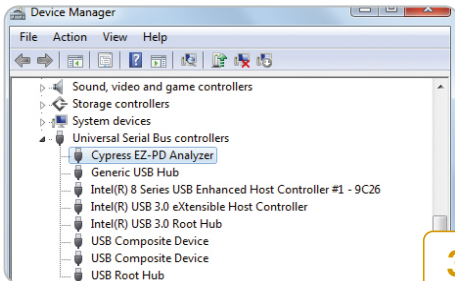 Device Manager
File Action View Help
Sound, video and game controllers
Storage controllers
System devices
Universal Serial Bus controllers
Cypress EZ-PD Analyzer
Generic USB Hub
Intel(R) 8 Series USB Enhanced Host Controller #1 - 9C26
Intel(R) USB 3.0 eXtensible Host Controller
Intel(R) USB 3.0 Root Hub
USB Composite Device
USB Composite Device
USB Root Hub
3